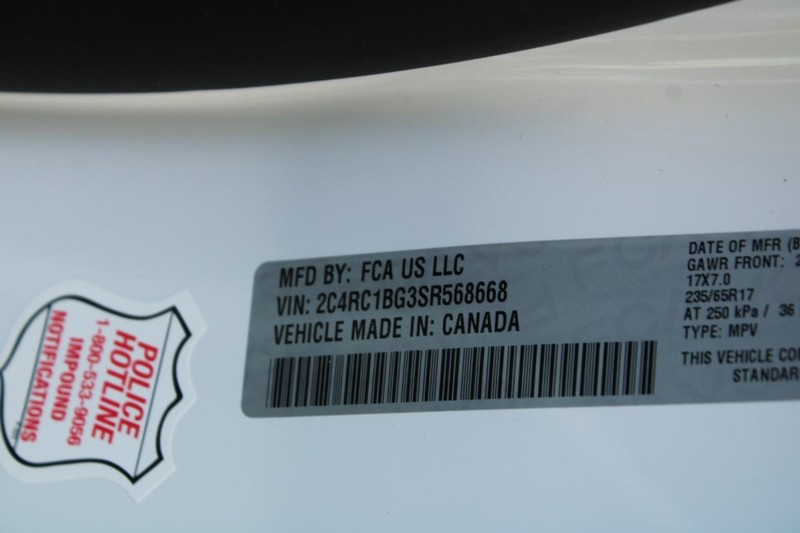 MFD BY: FCA US LLC
VIN: 2C4RC1BG3SR568668
VEHICLE MADE IN: CANADA
DATE OF MFR
GAWR FRONT:
17X7.0
235/65R17
AT 250 kPa / 36
TYPE: MPV
THIS VEHICLE
POLICE
HOTLINE
1-800-533-9056
IMPOUND
NOTIFICATIONS